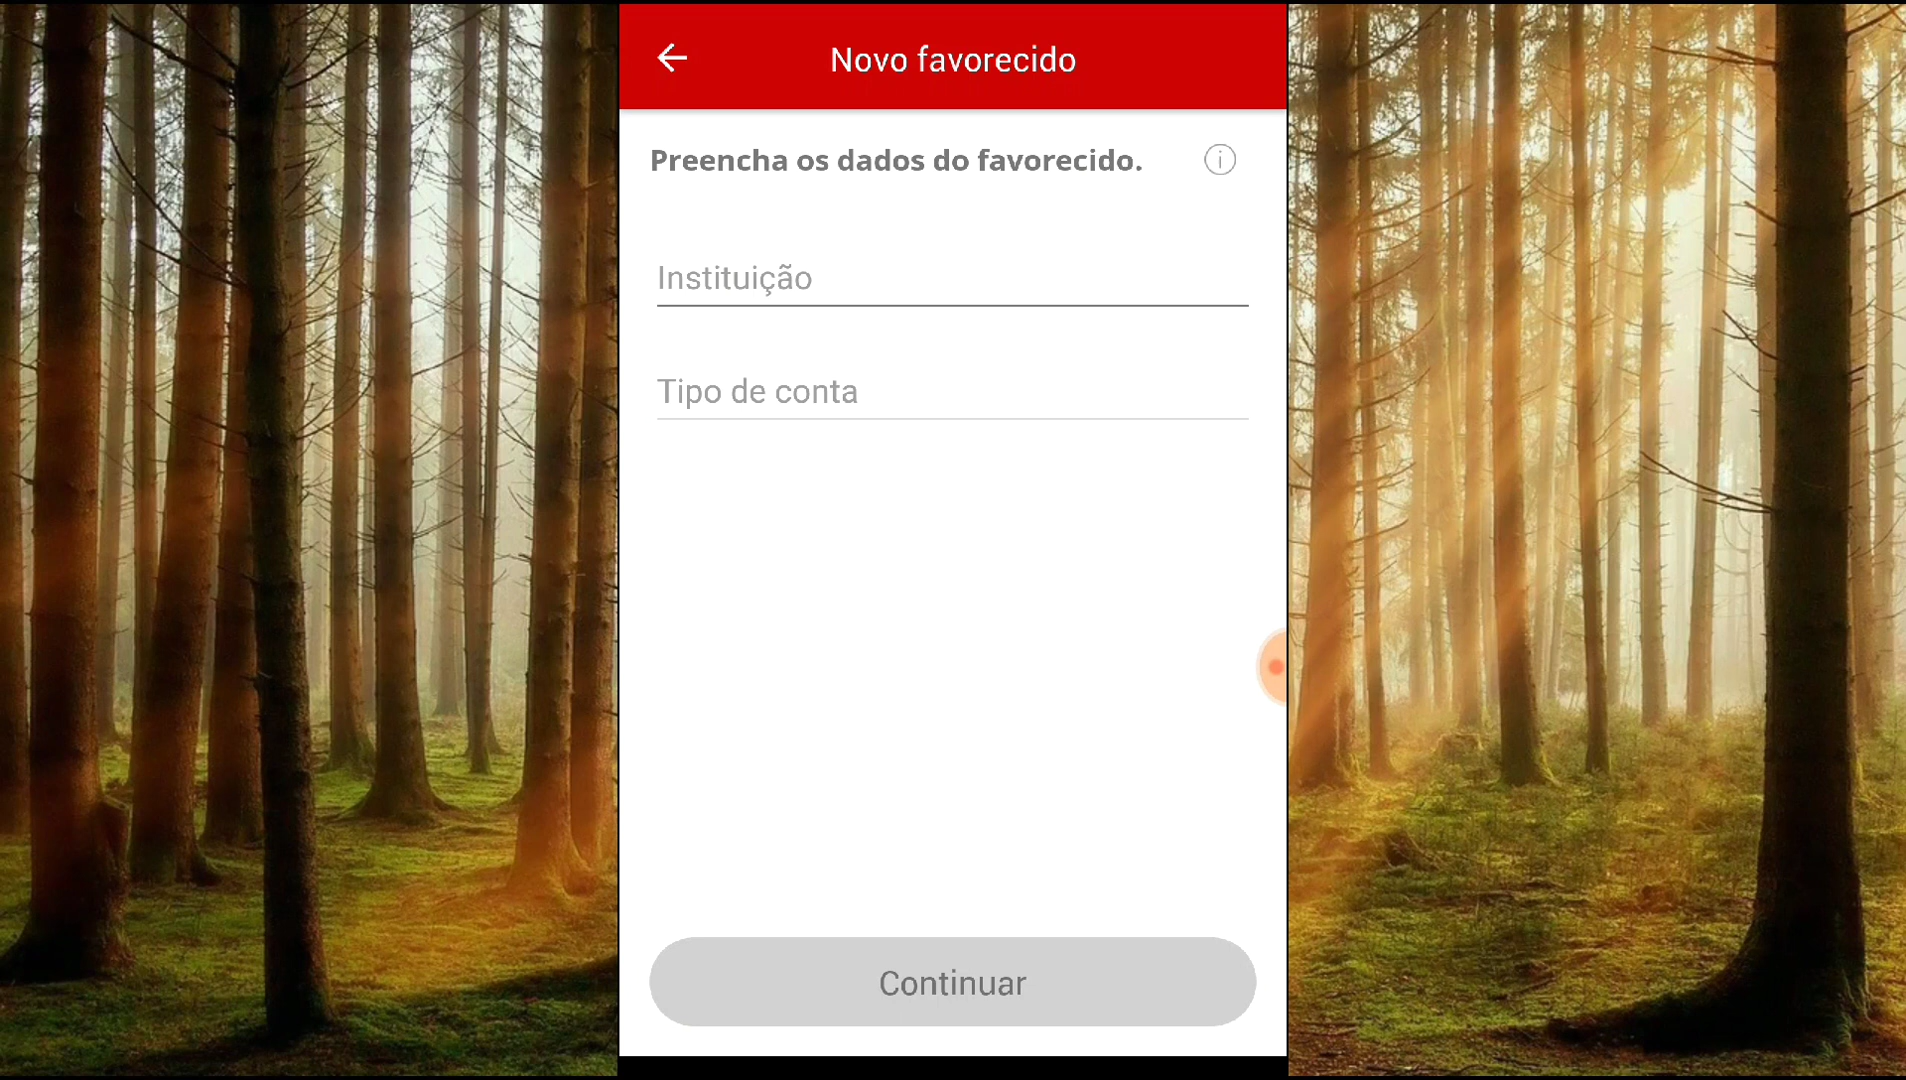 Novo favorecido
Preencha os dados do favorecido.
Instituição
Tipo de conta
Continuar